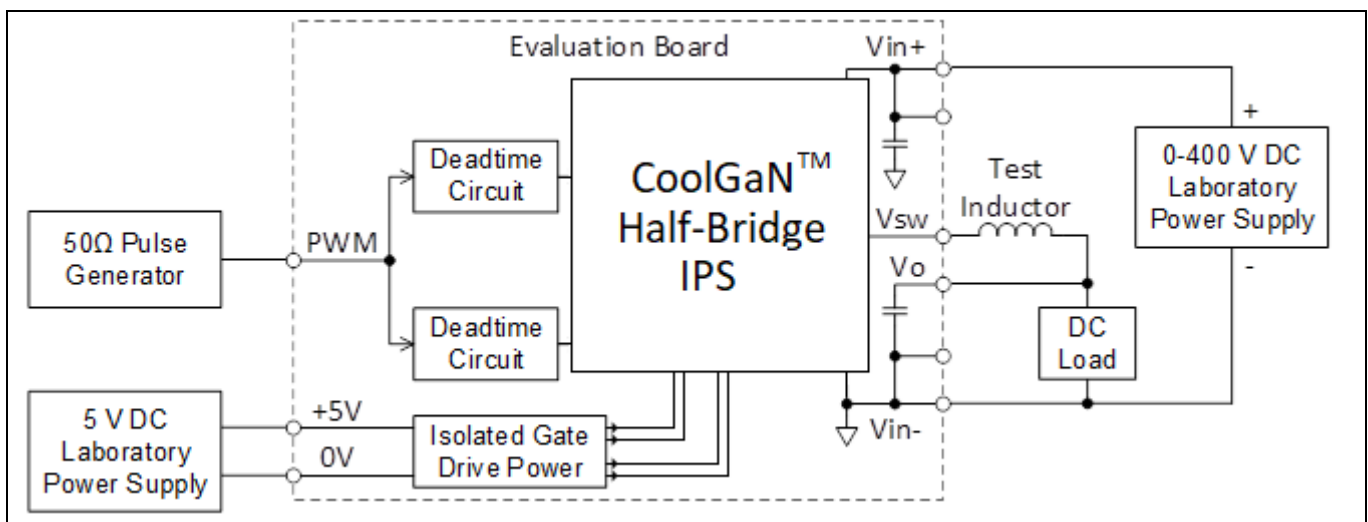 Evaluation Board
Vin+
Deadtime
Circuit
CoolGaN™
Half-Bridge
IPS
+
0-400 V DC
Laboratory
Power Supply
-
Test
Inductor
50Ω Pulse
Generator
PWM
Vsw
Vo
Deadtime
Circuit
DC
Load
5 V DC
Laboratory
Power Supply
+5V
0V
Isolated Gate
Drive Power
Vin-